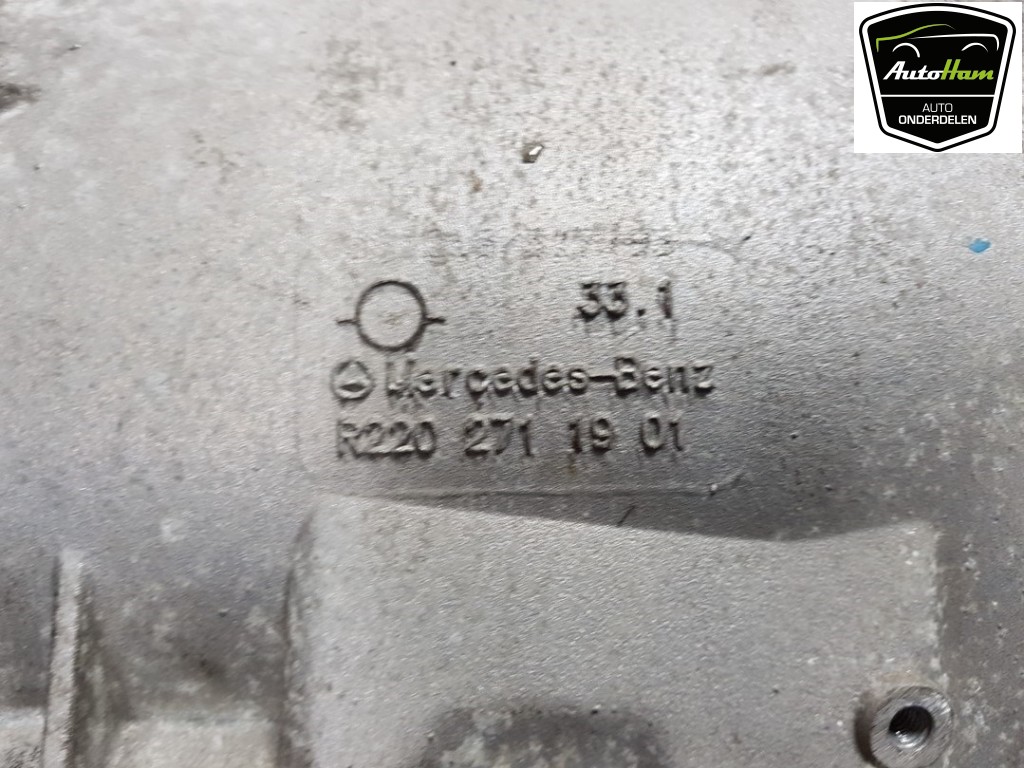 AutoHam
AUTO
ONDERDELEN
33.1
Mercedes-Benz
R220 271 19 01